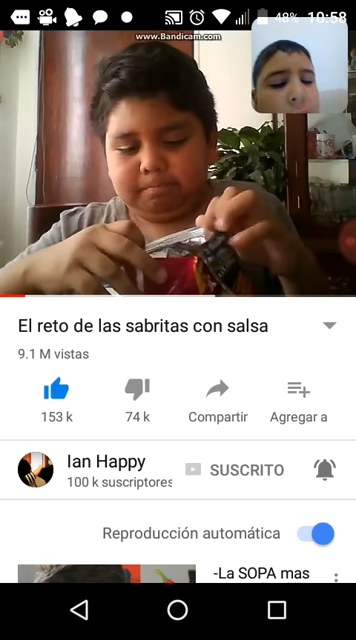 48% 10:58
www.Bandicam.com
El reto de las sabritas con salsa
9.1 M vistas
153 k 74 k Compartir Agregar a
Ian Happy
100 k suscriptores
SUSCRITO
Reproducción automática
-La SOPA mas